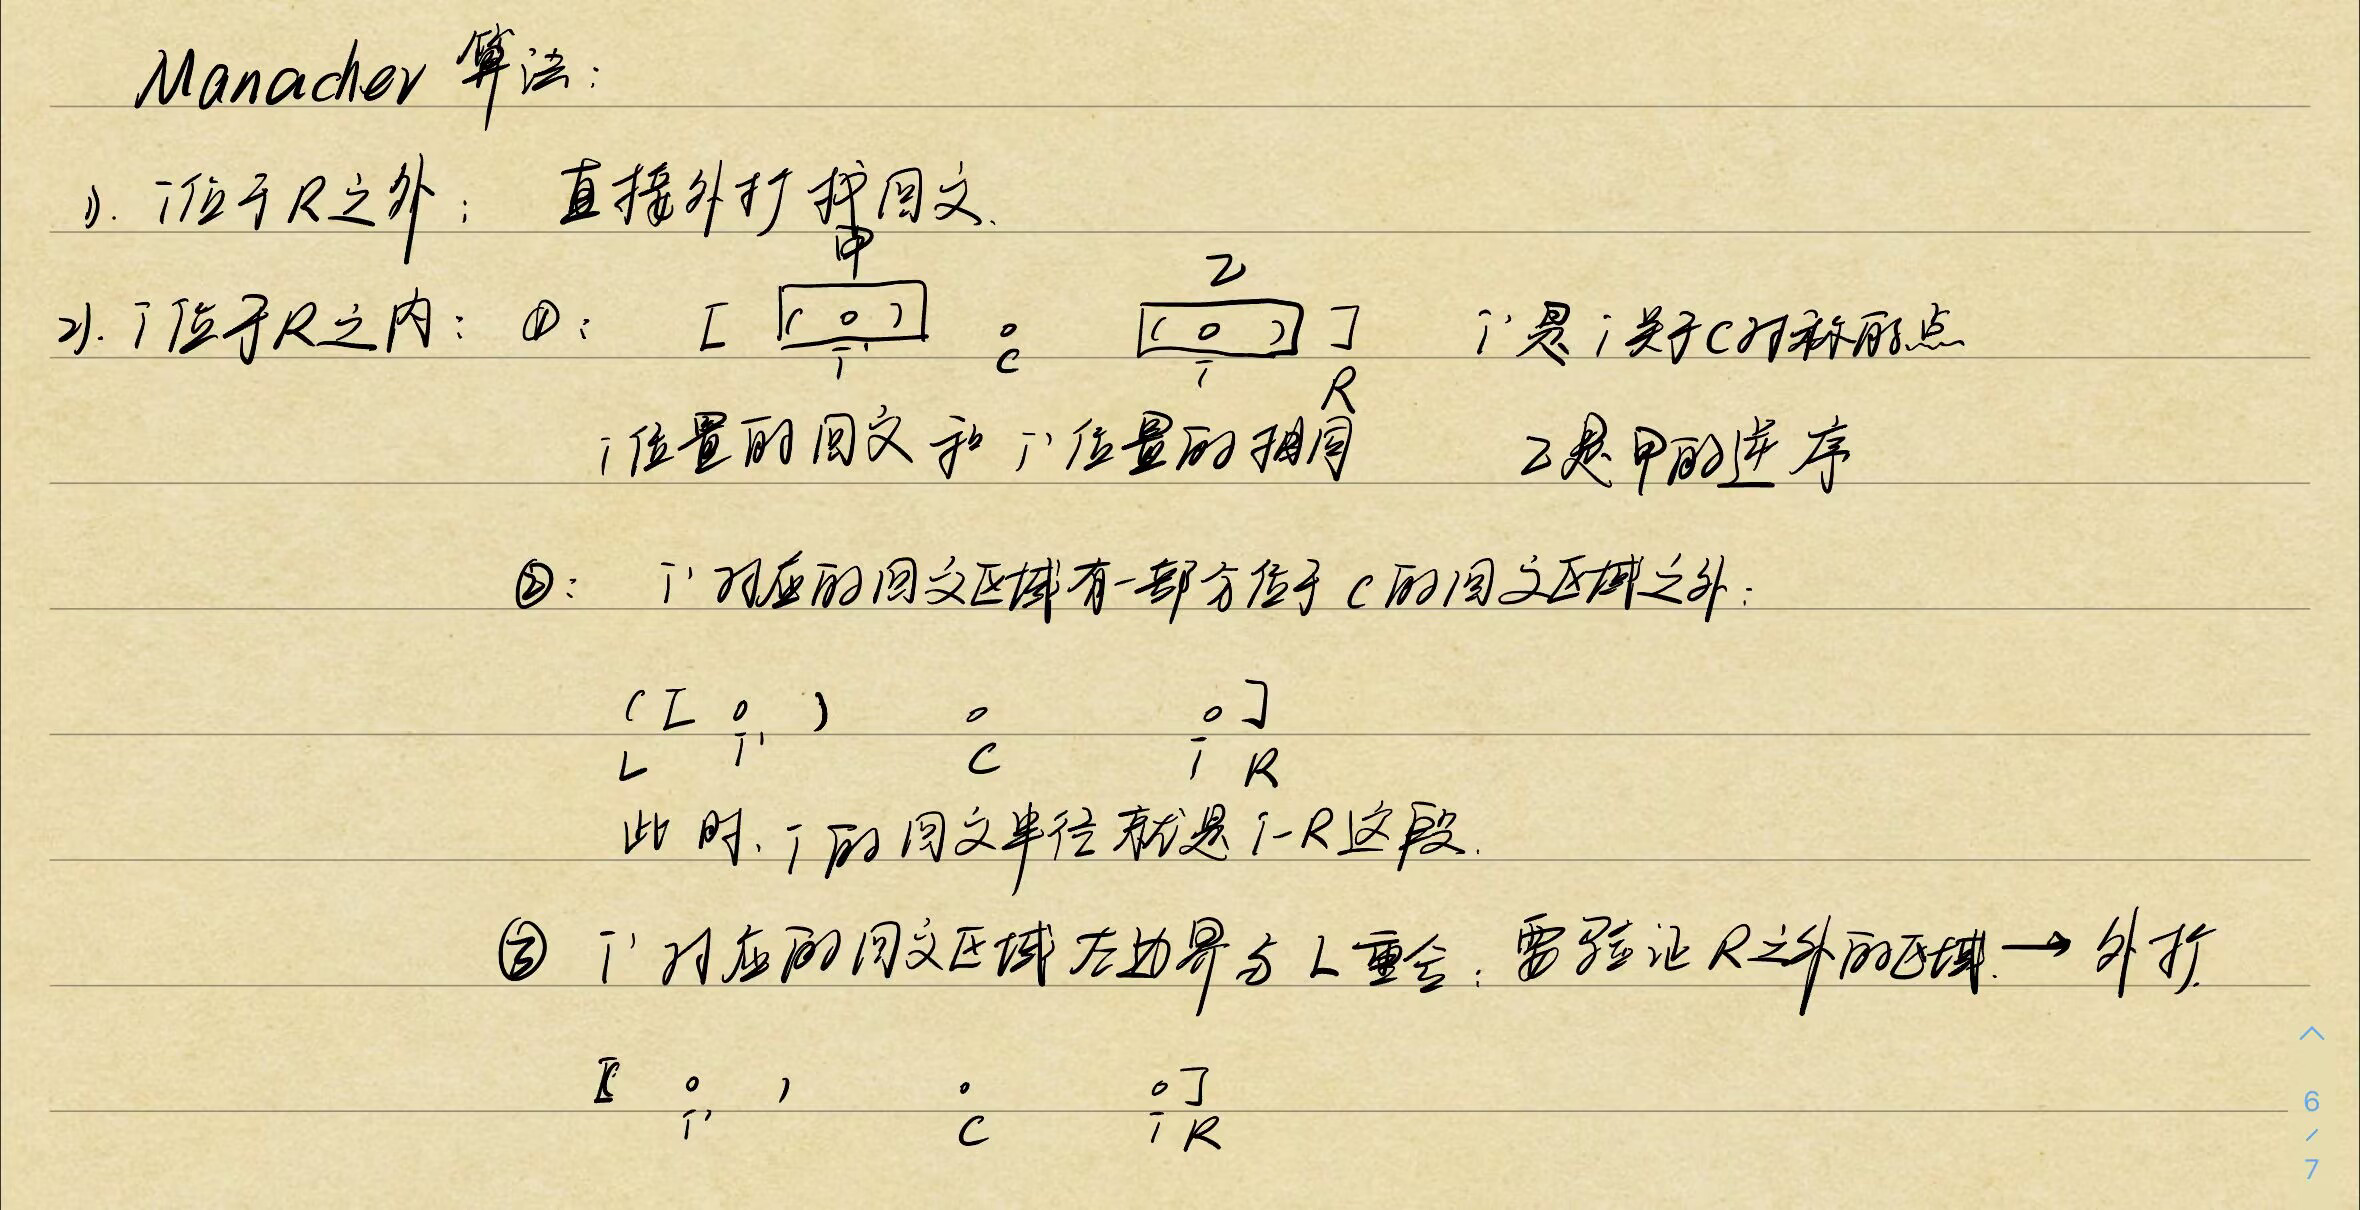 Manacher 算法:
1). i位于R之外: 直接外扩 找回文.
甲 乙
2). i位于R之内: ①: [ ( o ) o ( o ) ] i'是i关于C对称的点
i' C i R
i位置的回文和i'位置的相同 乙是甲的逆序
②: i'对应的回文区域有一部分位于C的回文区域之外:
( [ o ) o o ]
L i' C i R
此时, i的回文半径就是i-R这段.
③ i'对应的回文区域左边界与L重合: 需验证R之外的区域. → 外扩.
[( o ) o o ]
i' C i R
6
/
7